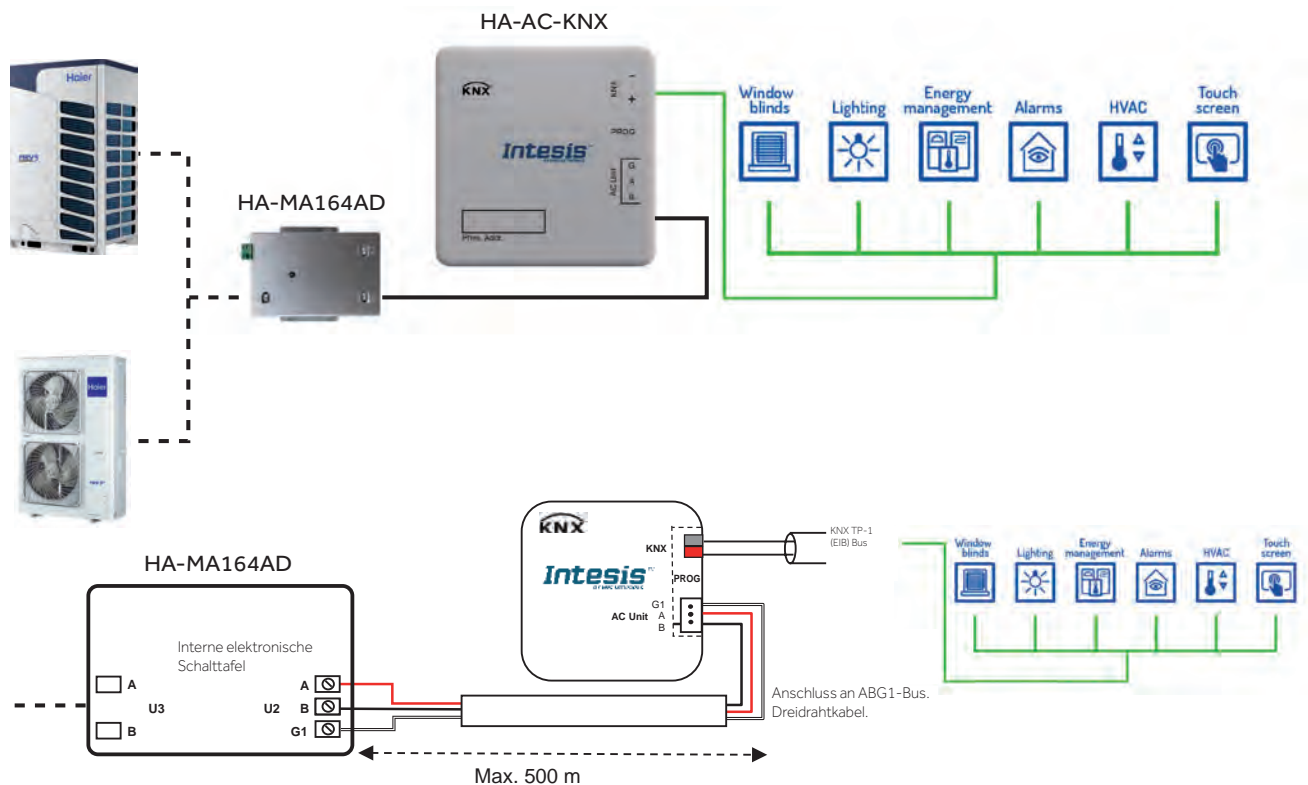 HA-AC-KNX
Haier
KNX
KNX
-
+
PROG
Intesis
AC Unit
G
A
B
Phys. Addr.
HA-MA164AD
Window
blinds
Lighting
Energy
management
Alarms
HVAC
Touch
screen
Haier
HA-MA164AD
Interne elektronische
Schalttafel
A
U3
B
A
U2
B
G1
Max. 500 m
KNX
KNX
Intesis
PROG
AC Unit
G1
A
B
KNX TP-1
(EIB) Bus
Anschluss an ABG1-Bus.
Dreidrahtkabel.
Window
blinds
Lighting
Energy
management
Alarms
HVAC
Touch
screen